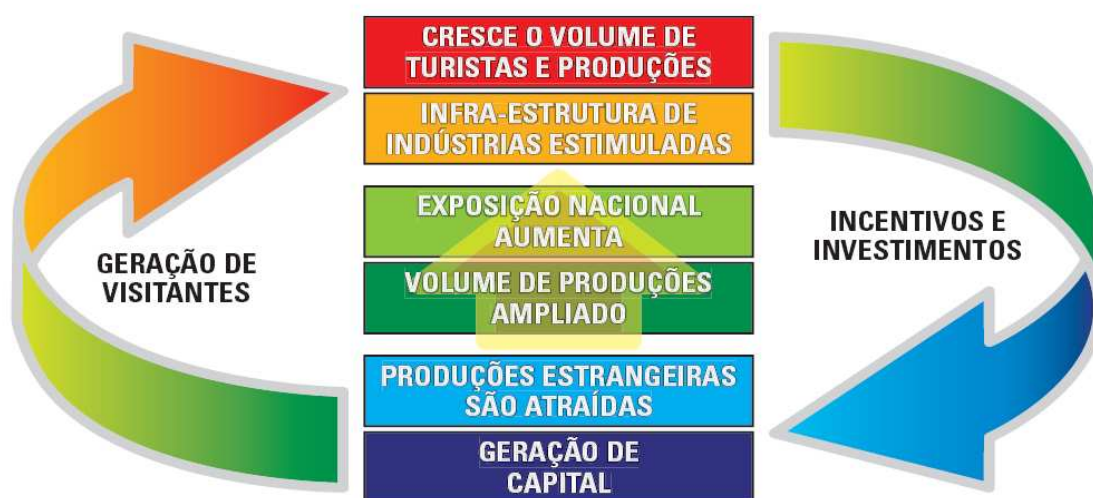 CRESCE O VOLUME DE
TURISTAS E PRODUÇÕES
INFRA-ESTRUTURA DE
INDÚSTRIAS ESTIMULADAS
EXPOSIÇÃO NACIONAL
AUMENTA
VOLUME DE PRODUÇÕES
AMPLIADO
PRODUÇÕES ESTRANGEIRAS
SÃO ATRAÍDAS
GERAÇÃO DE
CAPITAL
GERAÇÃO DE
VISITANTES
INCENTIVOS E
INVESTIMENTOS